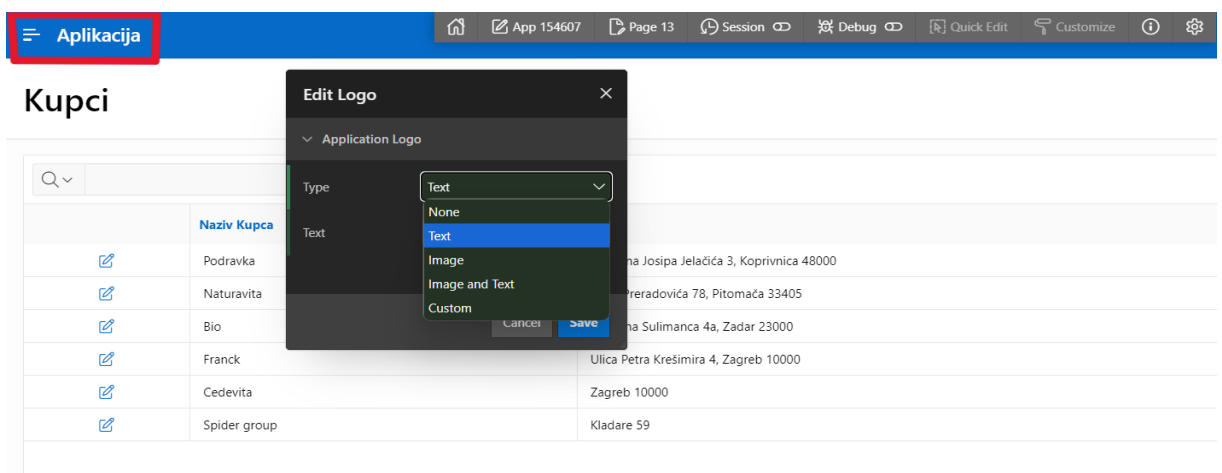 Aplikacija
App 154607 Page 13 Session Debug Quick Edit Customize
Kupci
Edit Logo
Application Logo
Type Text
None
Text
Image
Image and Text
Custom
Text
Cancel Save
Naziv Kupca
Podravka Josipa Jelačića 3, Koprivnica 48000
Naturavita Preradovića 78, Pitomača 33405
Bio Sulimanca 4a, Zadar 23000
Franck Ulica Petra Krešimira 4, Zagreb 10000
Cedevita Zagreb 10000
Spider group Kladare 59